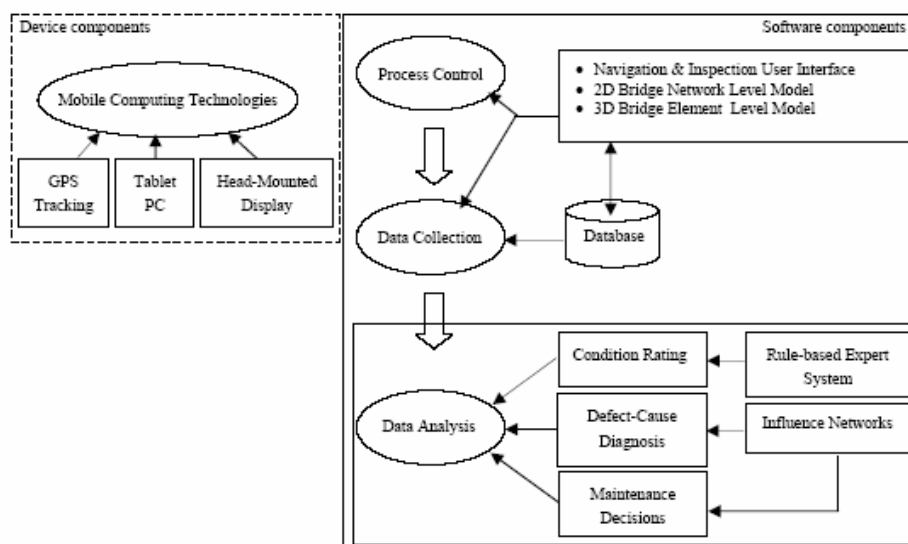 Device components
Mobile Computing Technologies
GPS
Tracking
Tablet
PC
Head-Mounted
Display
Software components
Process Control
• Navigation & Inspection User Interface
• 2D Bridge Network Level Model
• 3D Bridge Element Level Model
Data Collection
Database
Condition Rating
Rule-based Expert
System
Data Analysis
Defect-Cause
Diagnosis
Influence Networks
Maintenance
Decisions